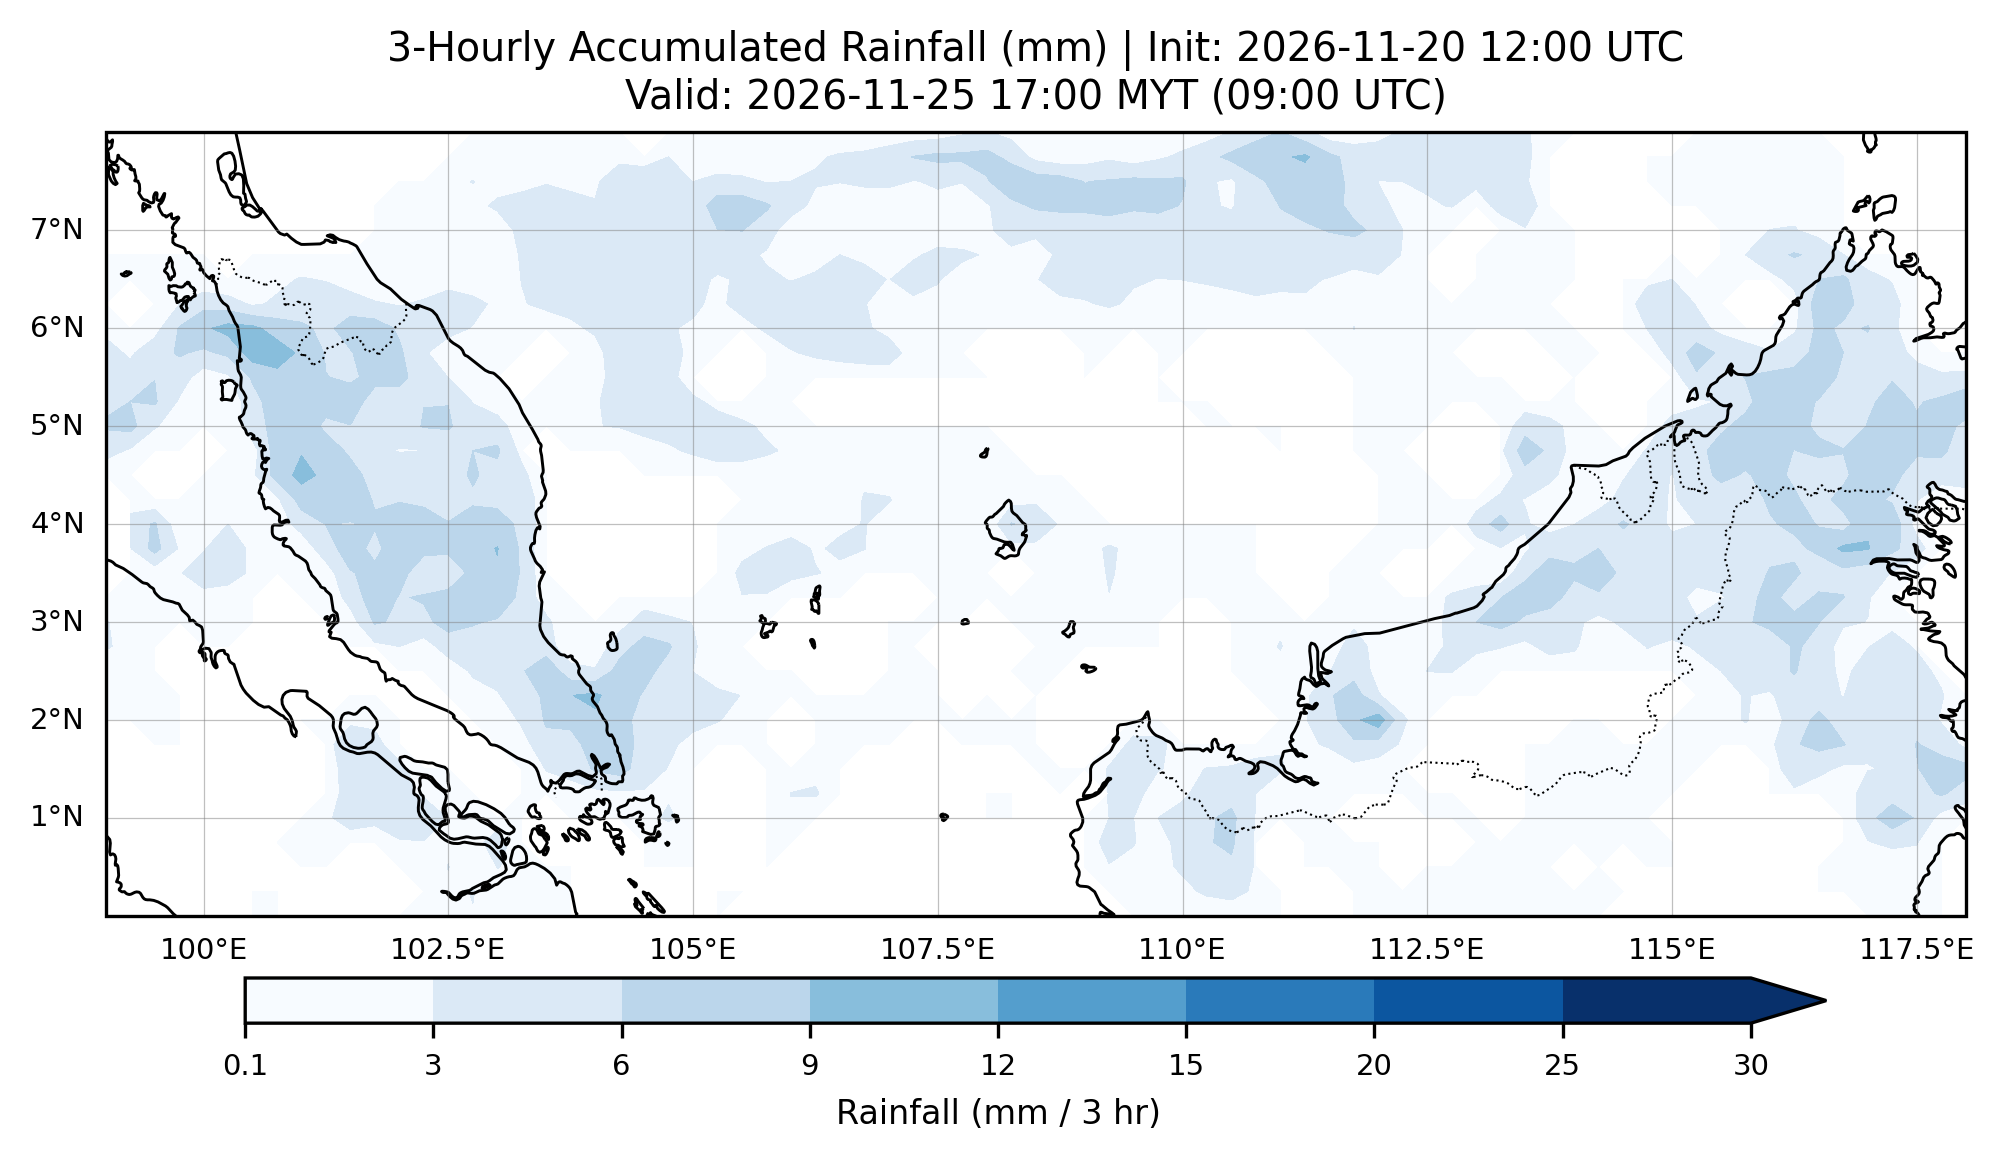 3-Hourly Accumulated Rainfall (mm) | Init: 2026-11-20 12:00 UTC
Valid: 2026-11-25 17:00 MYT (09:00 UTC)
7°N
6°N
5°N
4°N
3°N
2°N
1°N
100°E 102.5°E 105°E 107.5°E 110°E 112.5°E 115°E 117.5°E
0.1 3 6 9 12 15 20 25 30
Rainfall (mm / 3 hr)